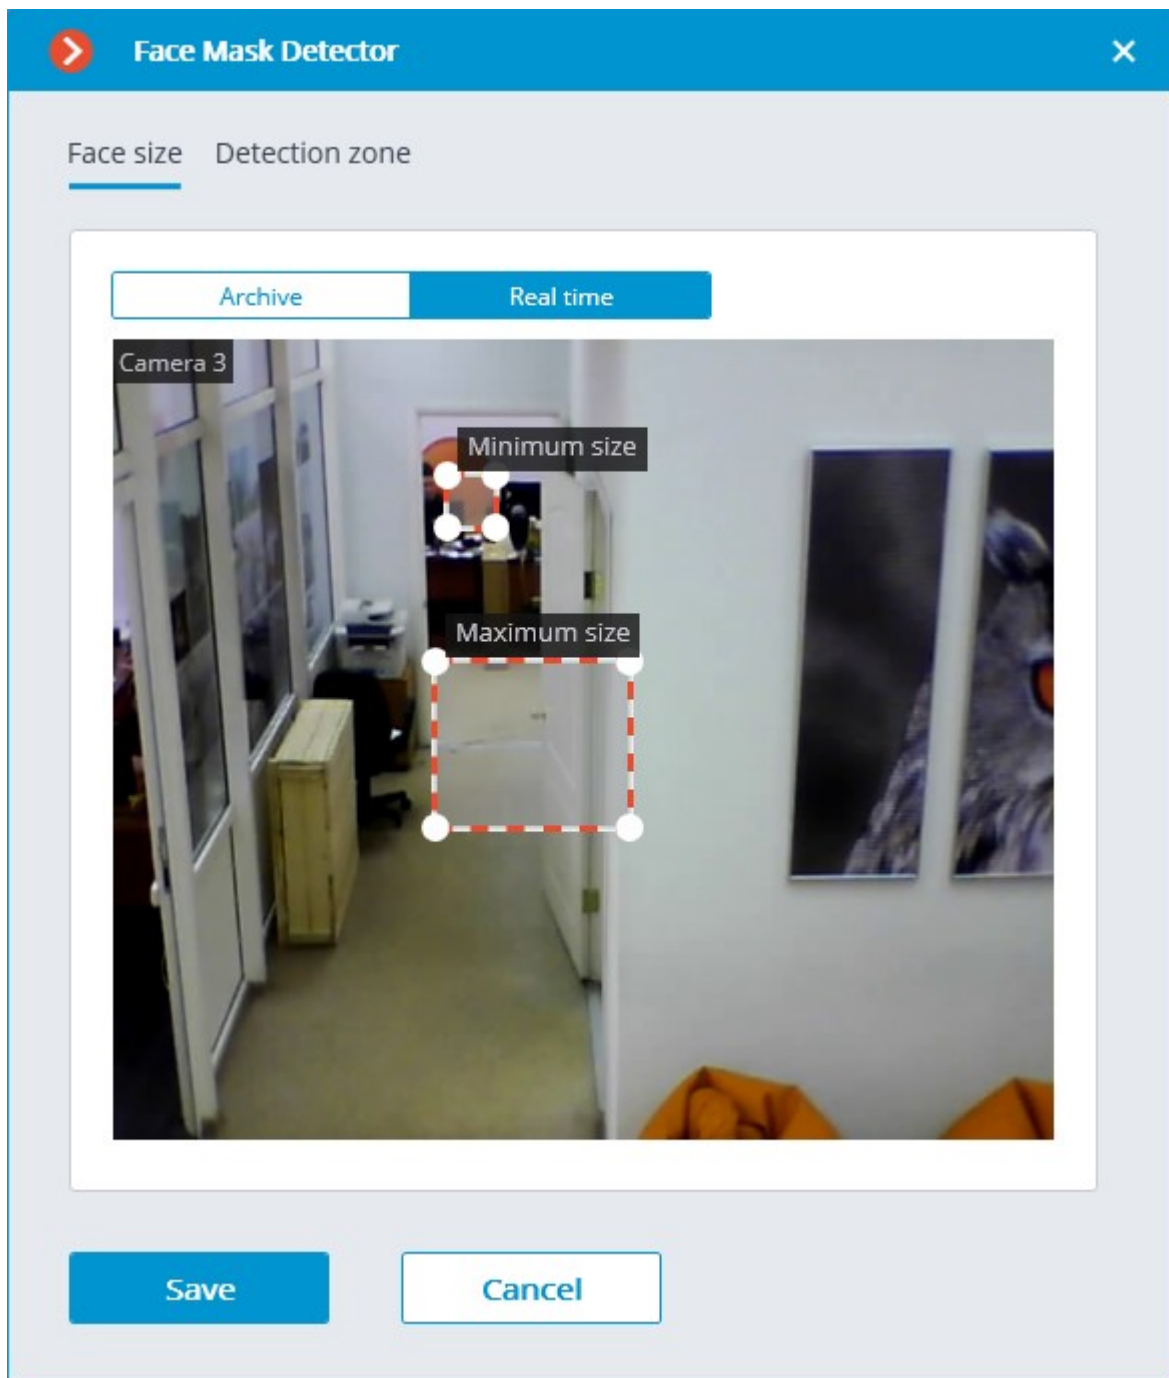 Face Mask Detector
Face size Detection zone
Archive Real time
Camera 3
Minimum size
Maximum size
Save Cancel